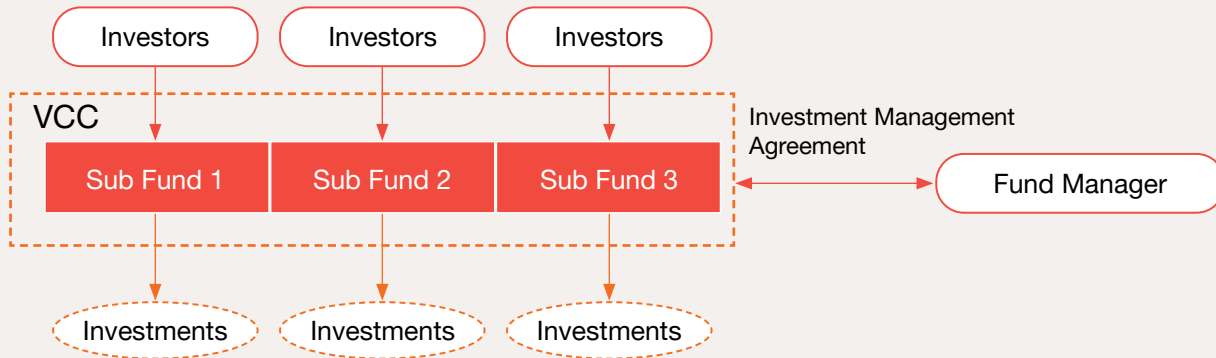 Investors
Investors
Investors
VCC
Investment Management
Agreement
Sub Fund 1
Sub Fund 2
Sub Fund 3
Fund Manager
Investments
Investments
Investments